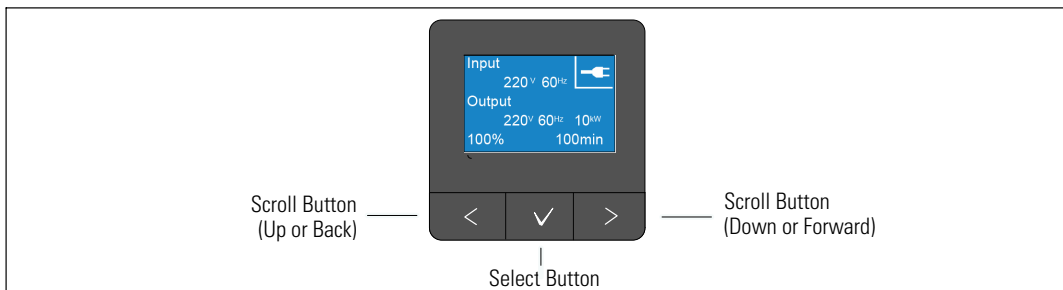 Input
220 V 60Hz
Output
220V 60Hz 10kW
100% 100min
Scroll Button
(Up or Back)
Scroll Button
(Down or Forward)
Select Button